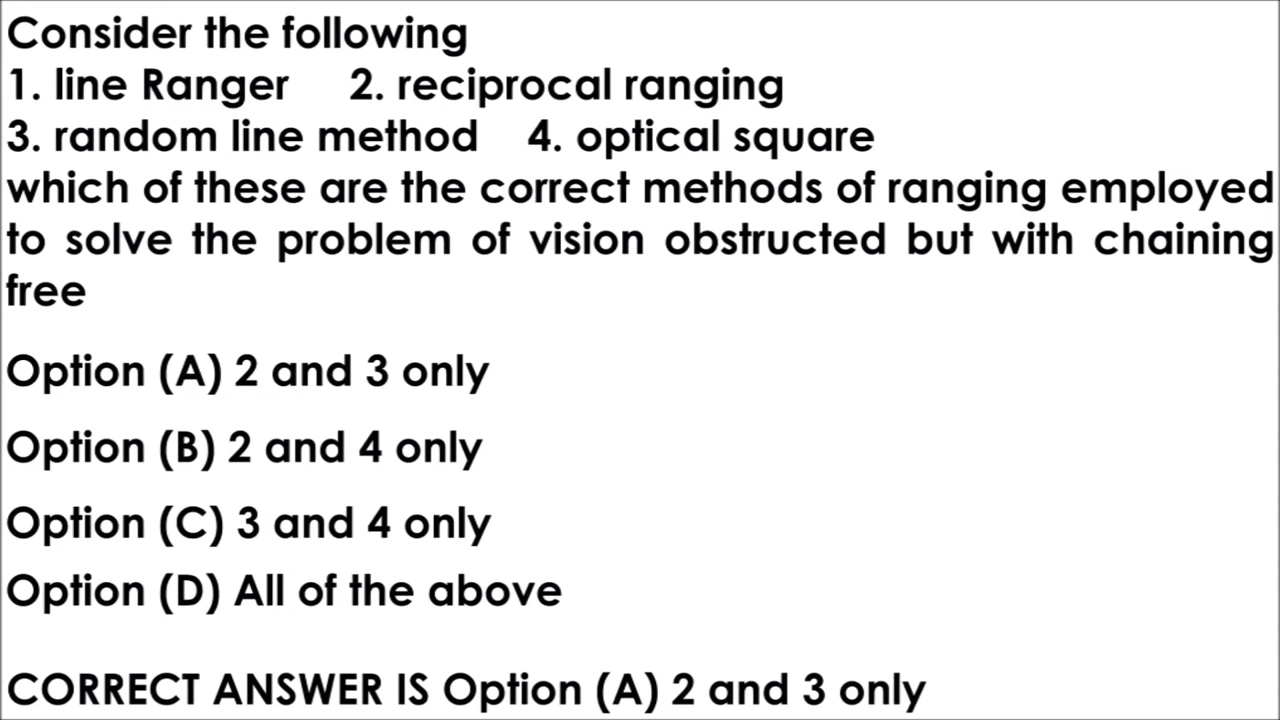 Consider the following
1. line Ranger 2. reciprocal ranging
3. random line method 4. optical square
which of these are the correct methods of ranging employed
to solve the problem of vision obstructed but with chaining
free
Option (A) 2 and 3 only
Option (B) 2 and 4 only
Option (C) 3 and 4 only
Option (D) All of the above
CORRECT ANSWER IS Option (A) 2 and 3 only